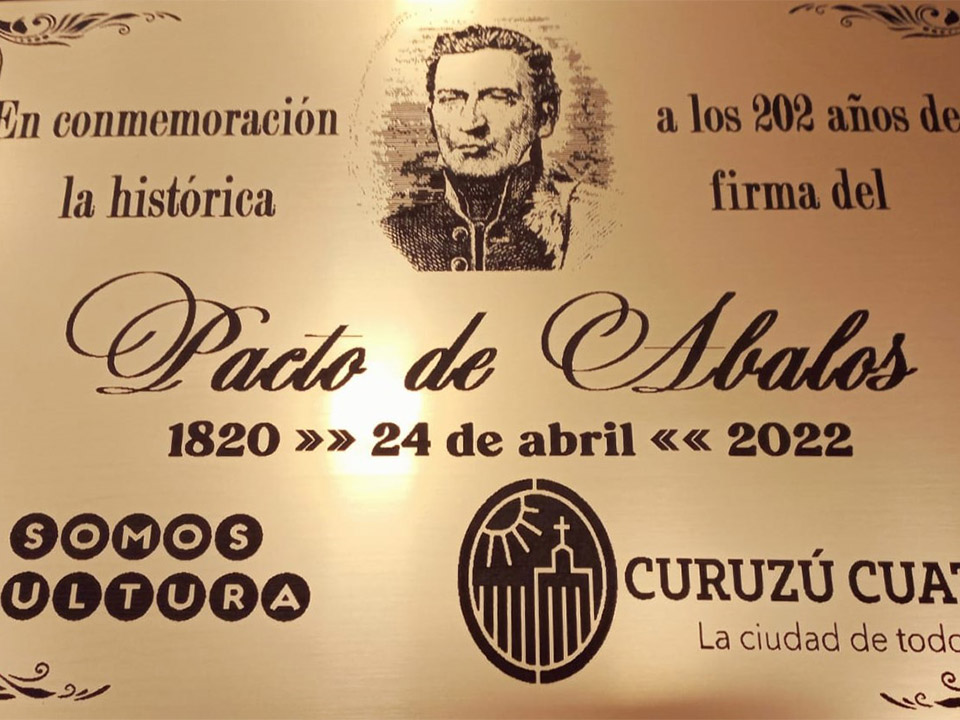 En conmemoración a los 202 años de
la histórica firma del
Pacto de Abalos
1820 »» 24 de abril «« 2022
SOMOS
ULTURA
CURUZÚ CUAT
La ciudad de todo